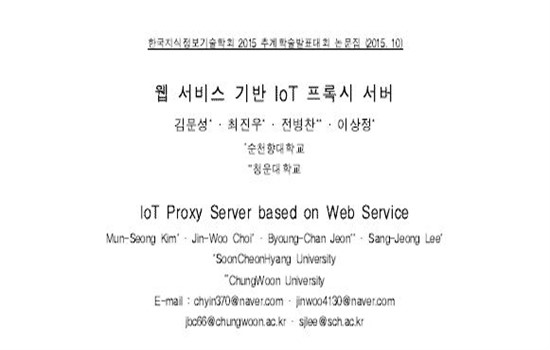 한국지식정보기술학회 2015 추계학술발표대회 논문집 (2015. 10)
웹 서비스 기반 IoT 프록시 서버
김문성* · 최진우* · 전병찬** · 이상정*
*순천향대학교
**청운대학교
IoT Proxy Server based on Web Service
Mun-Seong Kim* · Jin-Woo Choi* · Byoung-Chan Jeon** · Sang-Jeong Lee*
*SoonCheonHyang University
**ChungWoon University
E-mail : chyin370@naver.com · jinwoo4130@naver.com
jbc66@chungwoon.ac.kr · sjlee@sch.ac.kr